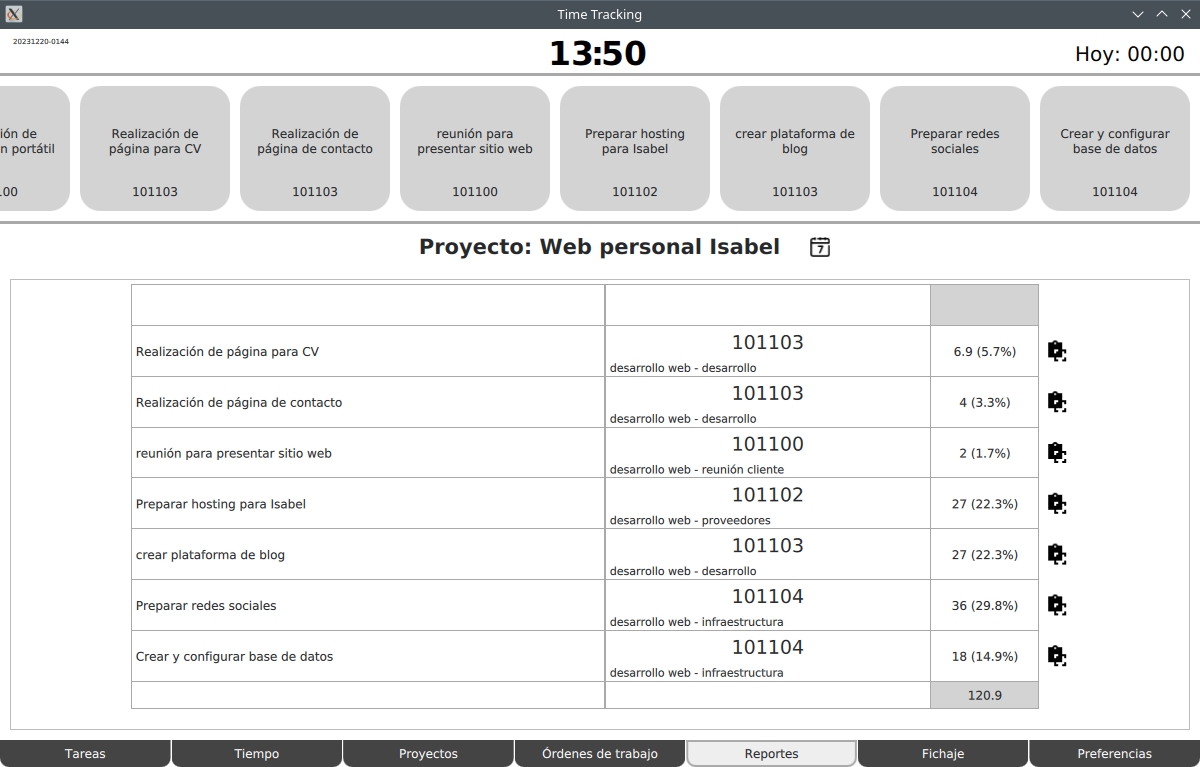 Time Tracking
20231220-0144
13:50
Hoy: 00:00
ión de
n portátil
00
Realización de
página para CV
101103
Realización de
página de contacto
101103
reunión para
presentar sitio web
101100
Preparar hosting
para Isabel
101102
crear plataforma de
blog
101103
Preparar redes
sociales
101104
Crear y configurar
base de datos
101104
Proyecto: Web personal Isabel
7
Realización de página para CV
101103
desarrollo web - desarrollo
6.9 (5.7%)
Realización de página de contacto
101103
desarrollo web - desarrollo
4 (3.3%)
reunión para presentar sitio web
101100
desarrollo web - reunión cliente
2 (1.7%)
Preparar hosting para Isabel
101102
desarrollo web - proveedores
27 (22.3%)
crear plataforma de blog
101103
desarrollo web - desarrollo
27 (22.3%)
Preparar redes sociales
101104
desarrollo web - infraestructura
36 (29.8%)
Crear y configurar base de datos
101104
desarrollo web - infraestructura
18 (14.9%)
120.9
Tareas
Tiempo
Proyectos
Órdenes de trabajo
Reportes
Fichaje
Preferencias